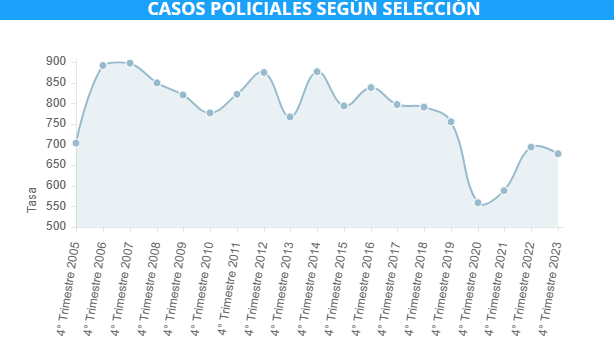 CASOS POLICIALES SEGÚN SELECCIÓN
900
850
800
750
700
650
600
550
500
Tasa
4° Trimestre 2005
4° Trimestre 2006
4° Trimestre 2007
4° Trimestre 2008
4° Trimestre 2009
4° Trimestre 2010
4° Trimestre 2011
4° Trimestre 2012
4° Trimestre 2013
4° Trimestre 2014
4° Trimestre 2015
4° Trimestre 2016
4° Trimestre 2017
4° Trimestre 2018
4° Trimestre 2019
4° Trimestre 2020
4° Trimestre 2021
4° Trimestre 2022
4° Trimestre 2023